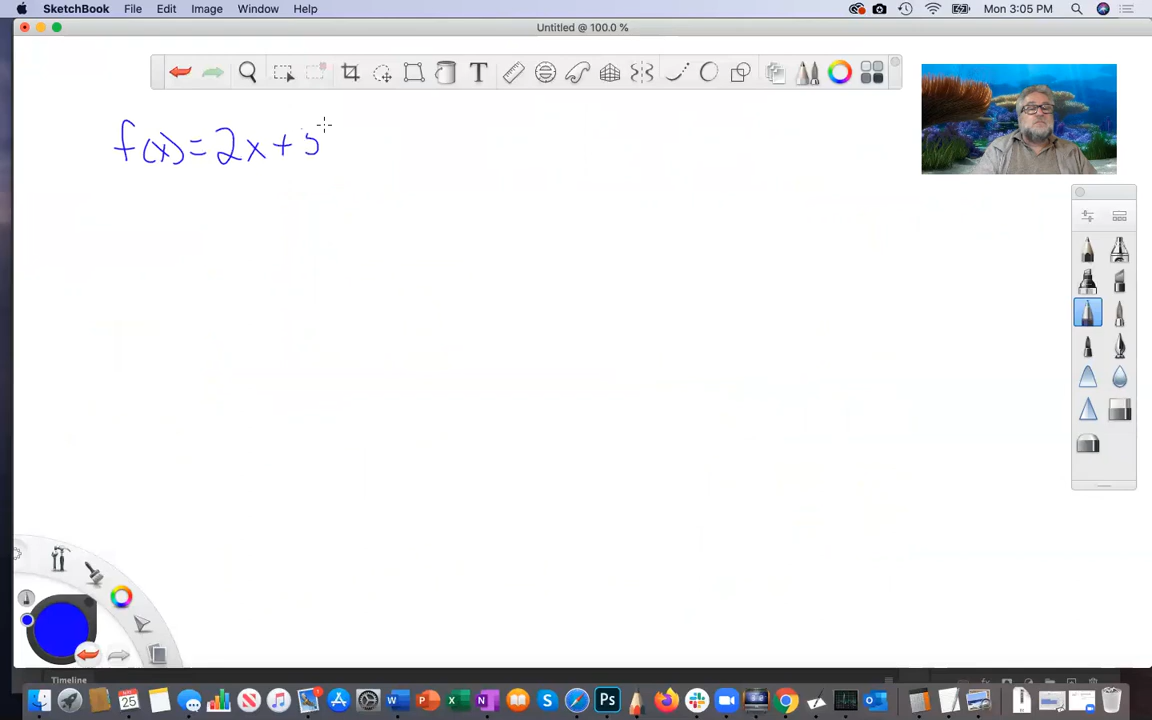 SketchBook File Edit Image Window Help Mon 3:05 PM
Untitled @ 100.0 %
f(x)=2x+5
Timeline